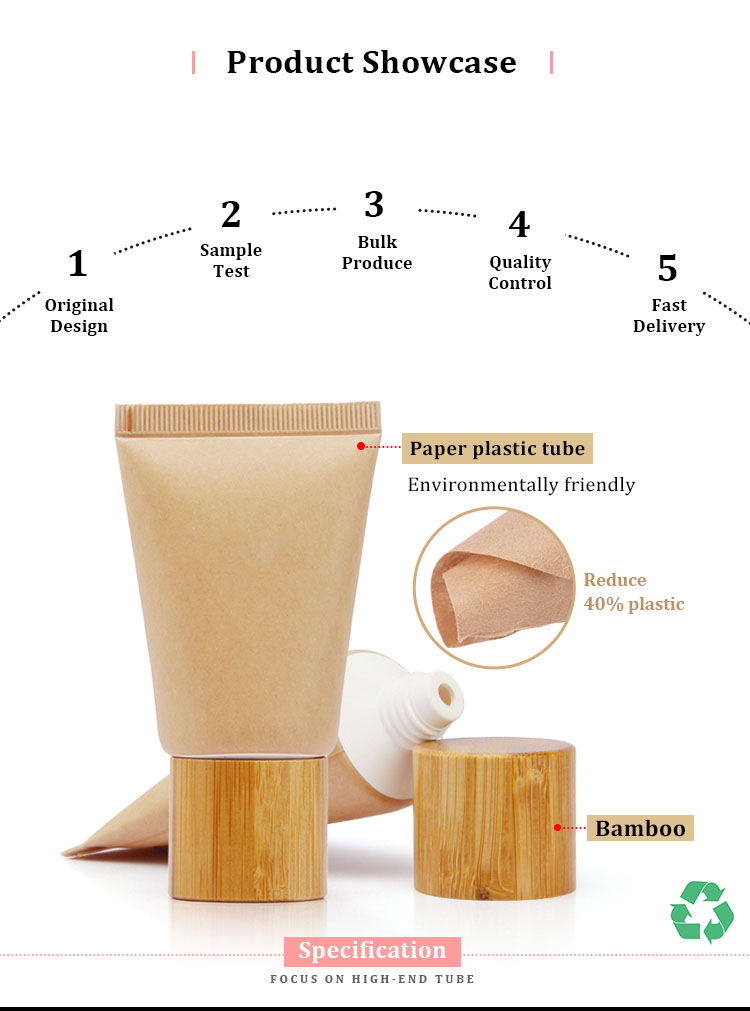 Product Showcase
1
Original
Design
2
Sample
Test
3
Bulk
Produce
4
Quality
Control
5
Fast
Delivery
Paper plastic tube
Environmentally friendly
Reduce
40% plastic
Bamboo
Specification
FOCUS ON HIGH-END TUBE